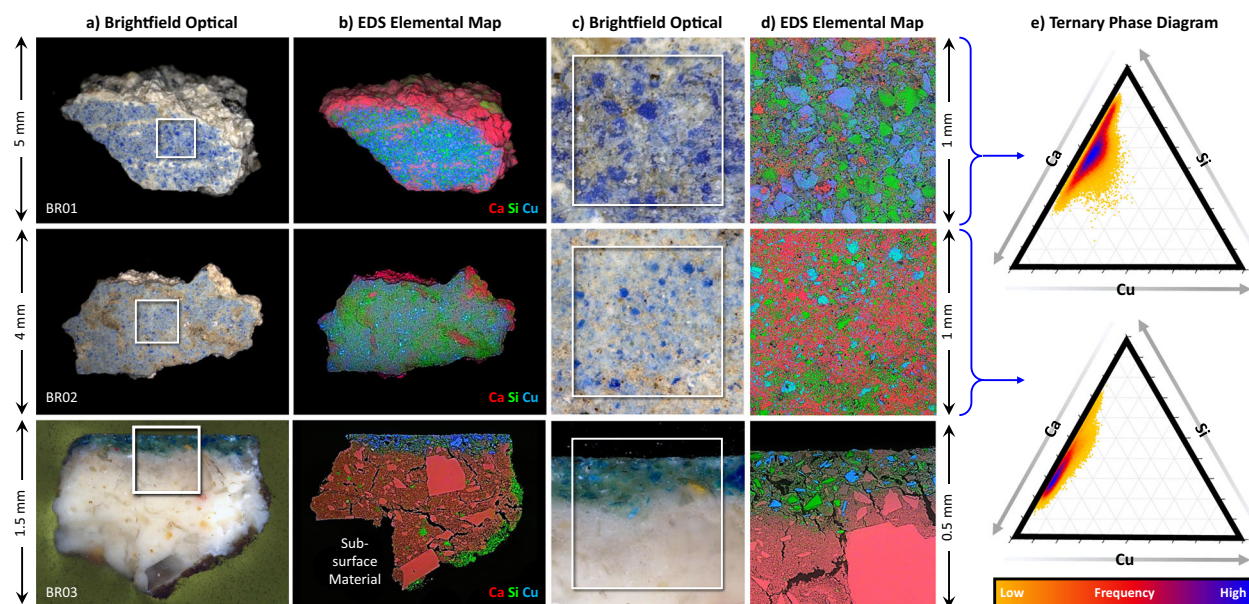 a) Brightfield Optical
b) EDS Elemental Map
c) Brightfield Optical
d) EDS Elemental Map
e) Ternary Phase Diagram
5 mm
BR01
Ca Si Cu
1 mm
Ca
Si
Cu
4 mm
BR02
Ca Si Cu
1 mm
Ca
Si
Cu
1.5 mm
BR03
Sub-
surface
Material
Ca Si Cu
0.5 mm
Low Frequency High